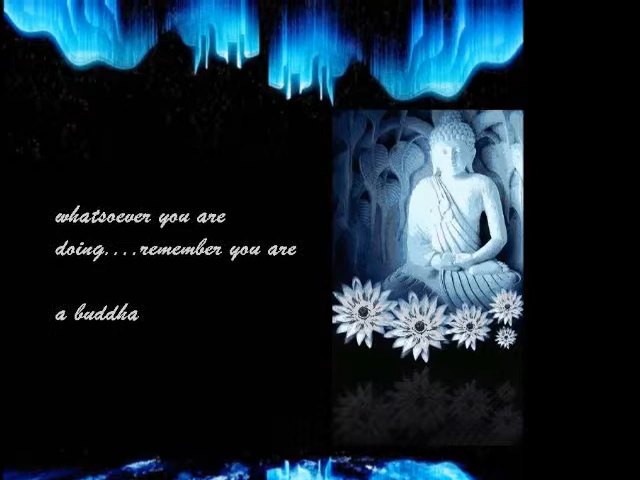 whatsoever you are
doing....remember you are
a buddha